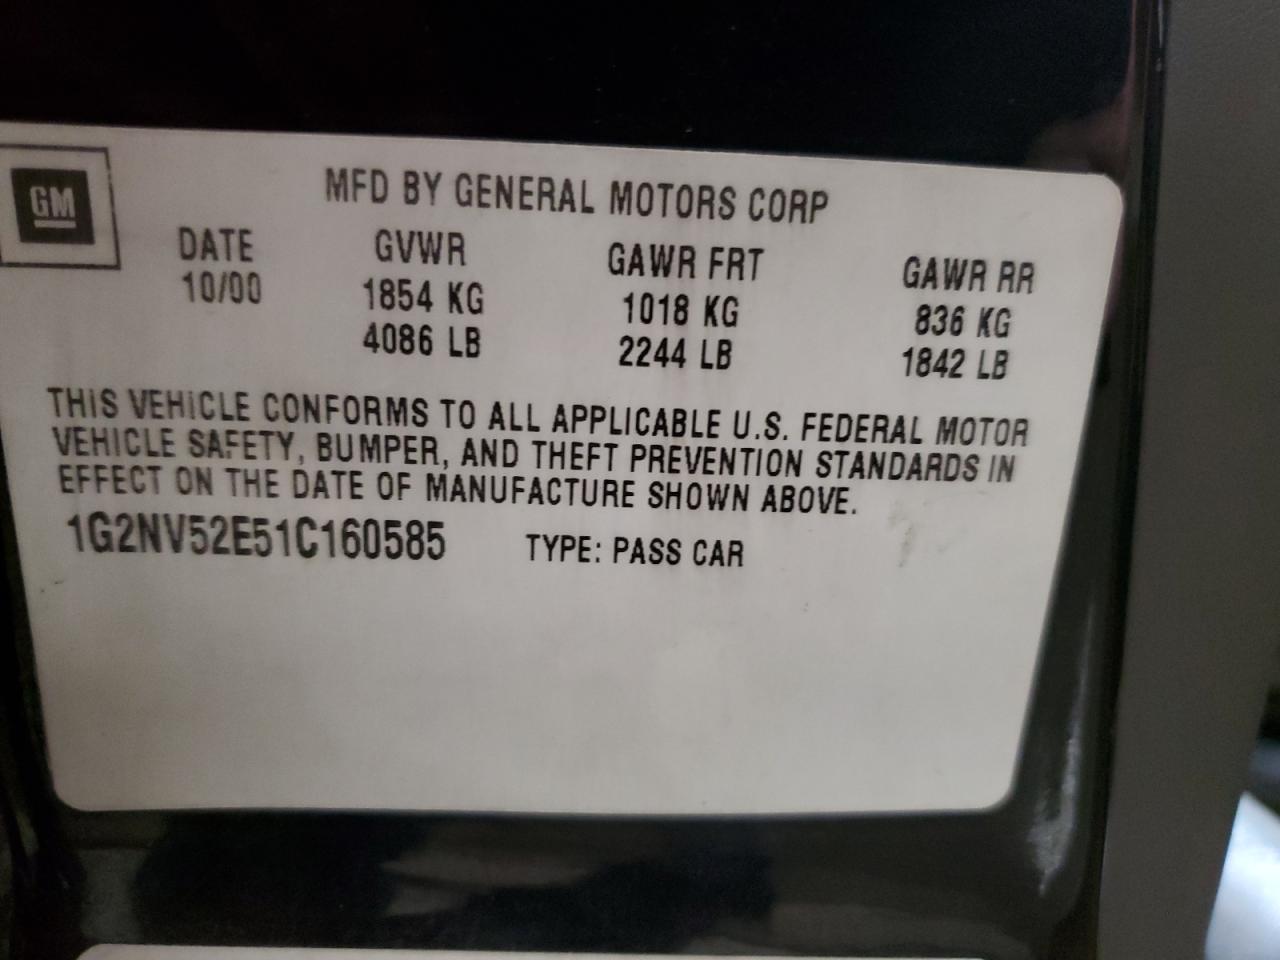 GM
MFD BY GENERAL MOTORS CORP
DATE GVWR GAWR FRT GAWR RR
10/00 1854 KG 1018 KG 836 KG
4086 LB 2244 LB 1842 LB
THIS VEHICLE CONFORMS TO ALL APPLICABLE U.S. FEDERAL MOTOR
VEHICLE SAFETY, BUMPER, AND THEFT PREVENTION STANDARDS IN
EFFECT ON THE DATE OF MANUFACTURE SHOWN ABOVE.
1G2NV52E51C160585 TYPE: PASS CAR